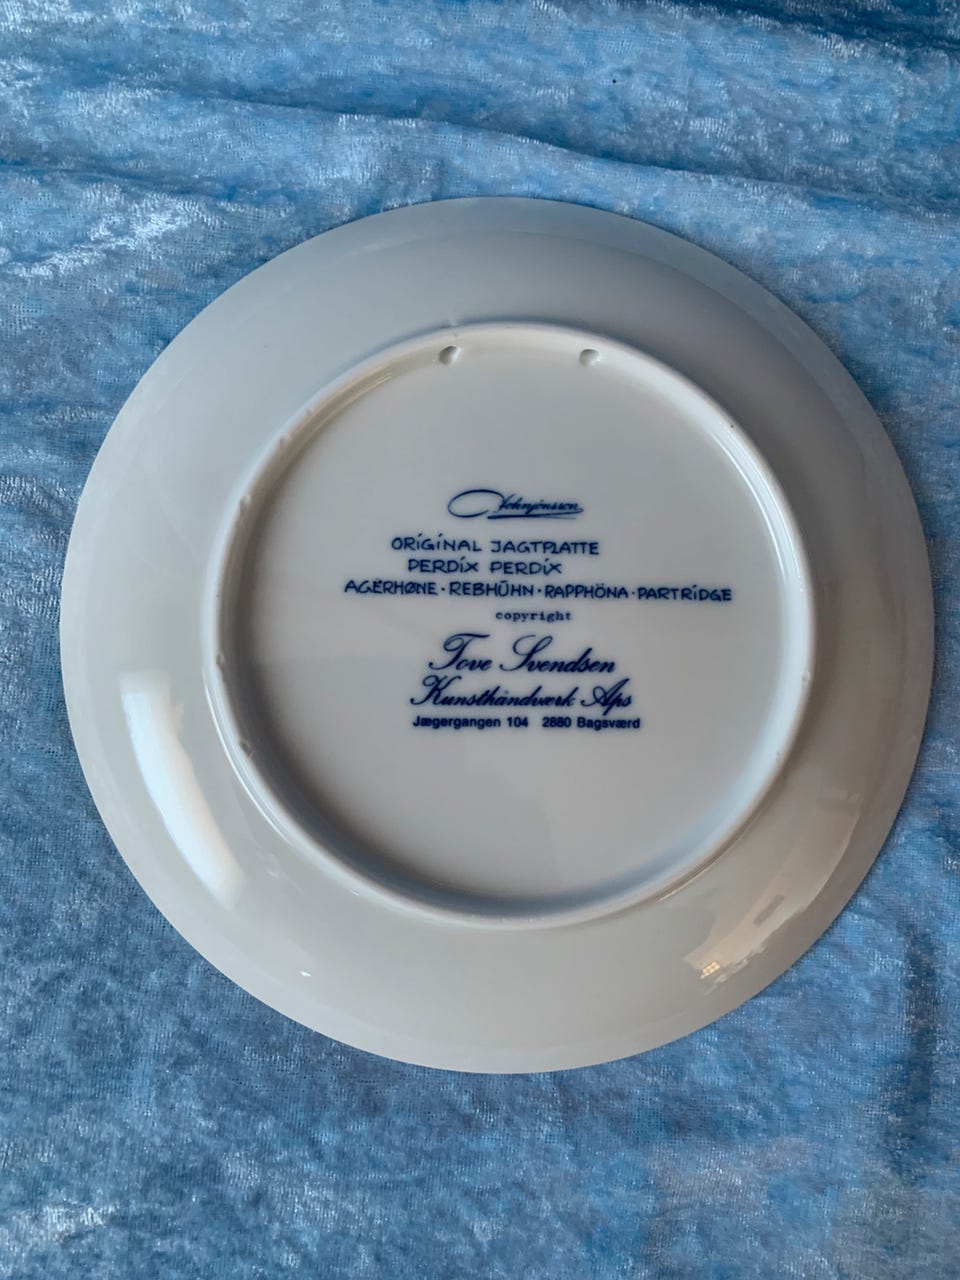 Johnjönsson
ORIGINAL JAGTPLATTE
PERDIX PERDIX
AGERHØNE · REBHÜHN · RAPPHÖNA · PARTRIDGE
copyright
Tove Svendsen
Kunsthåndværk Aps
Jægergangen 104 2880 Bagsværd